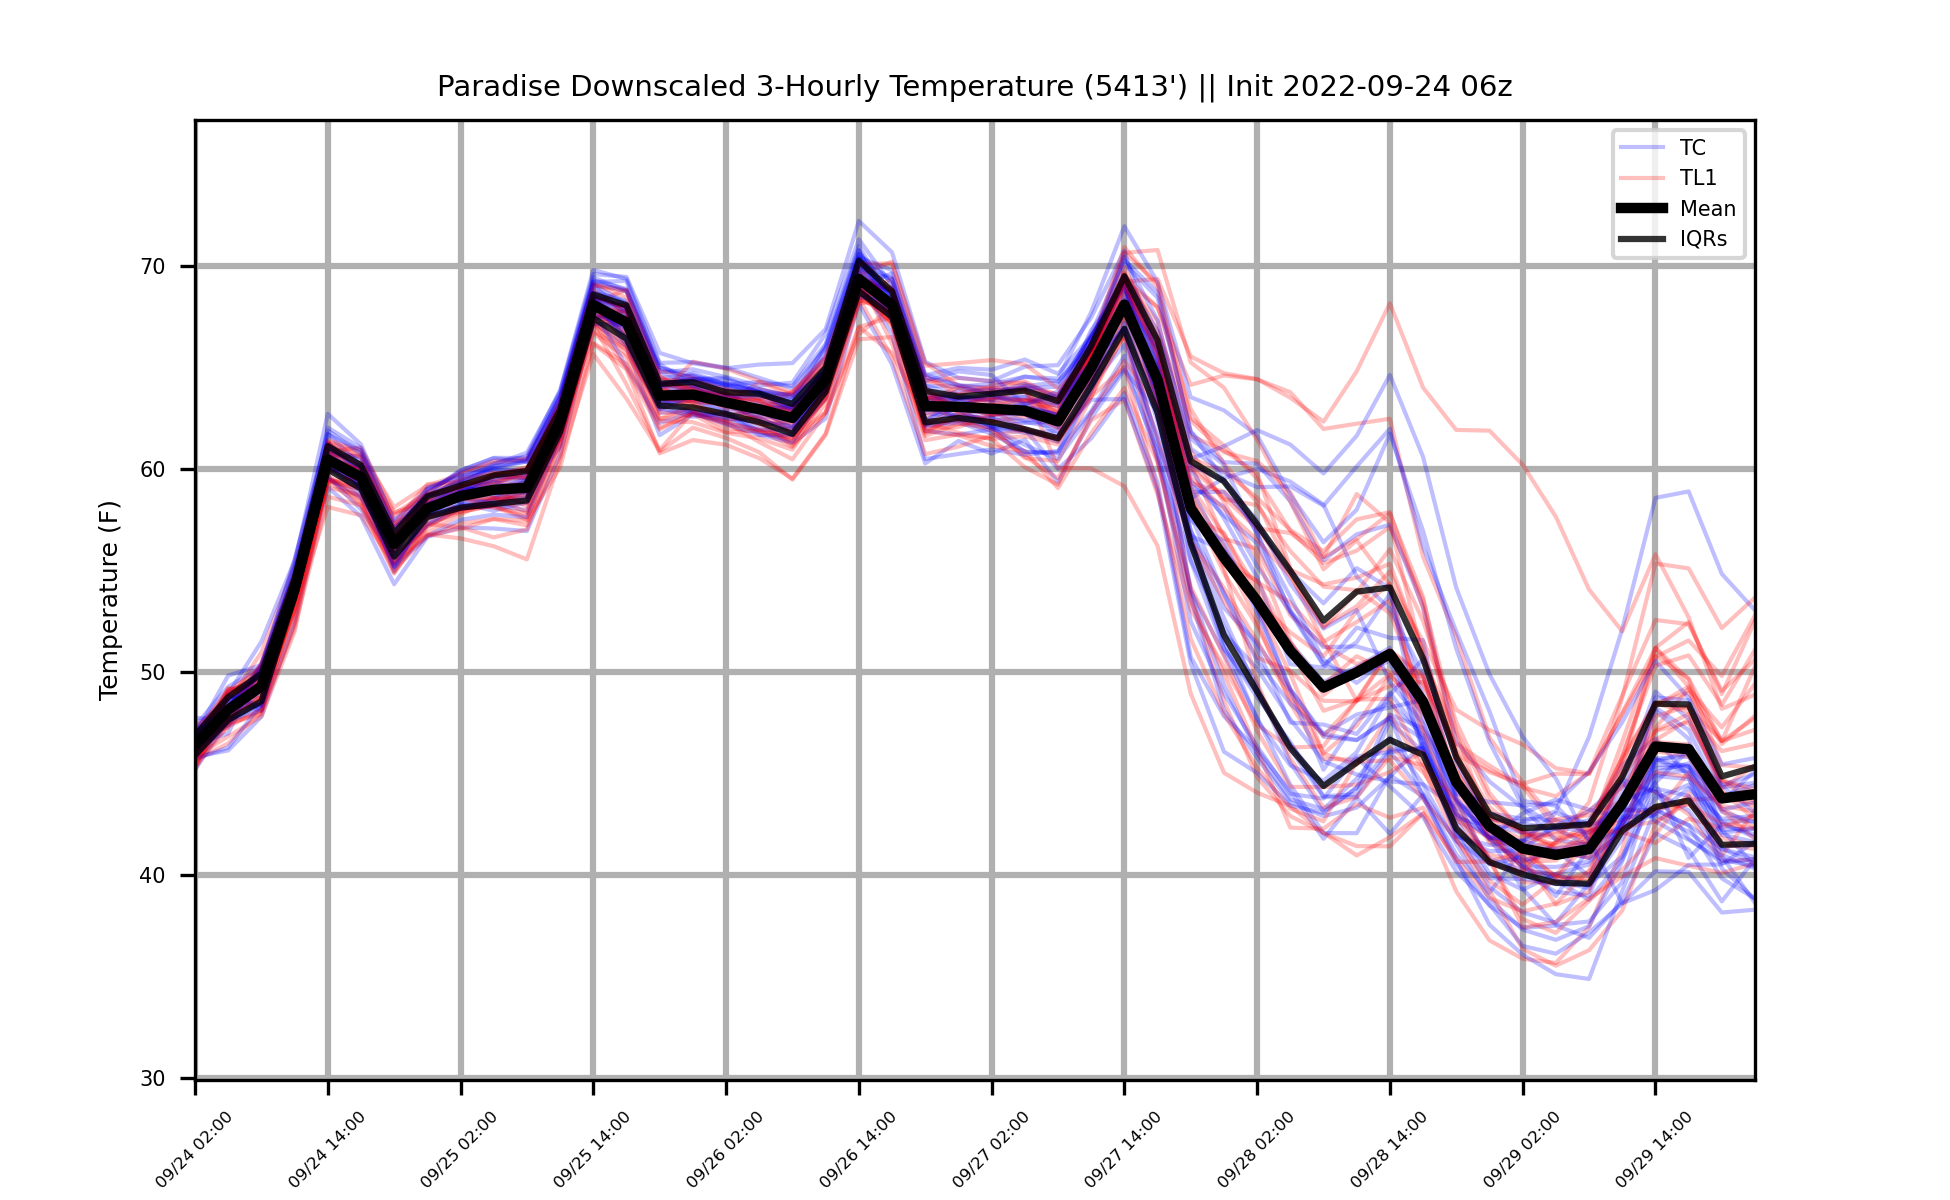 Paradise Downscaled 3-Hourly Temperature (5413') || Init 2022-09-24 06z
TC
TL1
Mean
IQRs
Temperature (F)
70
60
50
40
30
09/24 02:00
09/24 14:00
09/25 02:00
09/25 14:00
09/26 02:00
09/26 14:00
09/27 02:00
09/27 14:00
09/28 02:00
09/28 14:00
09/29 02:00
09/29 14:00